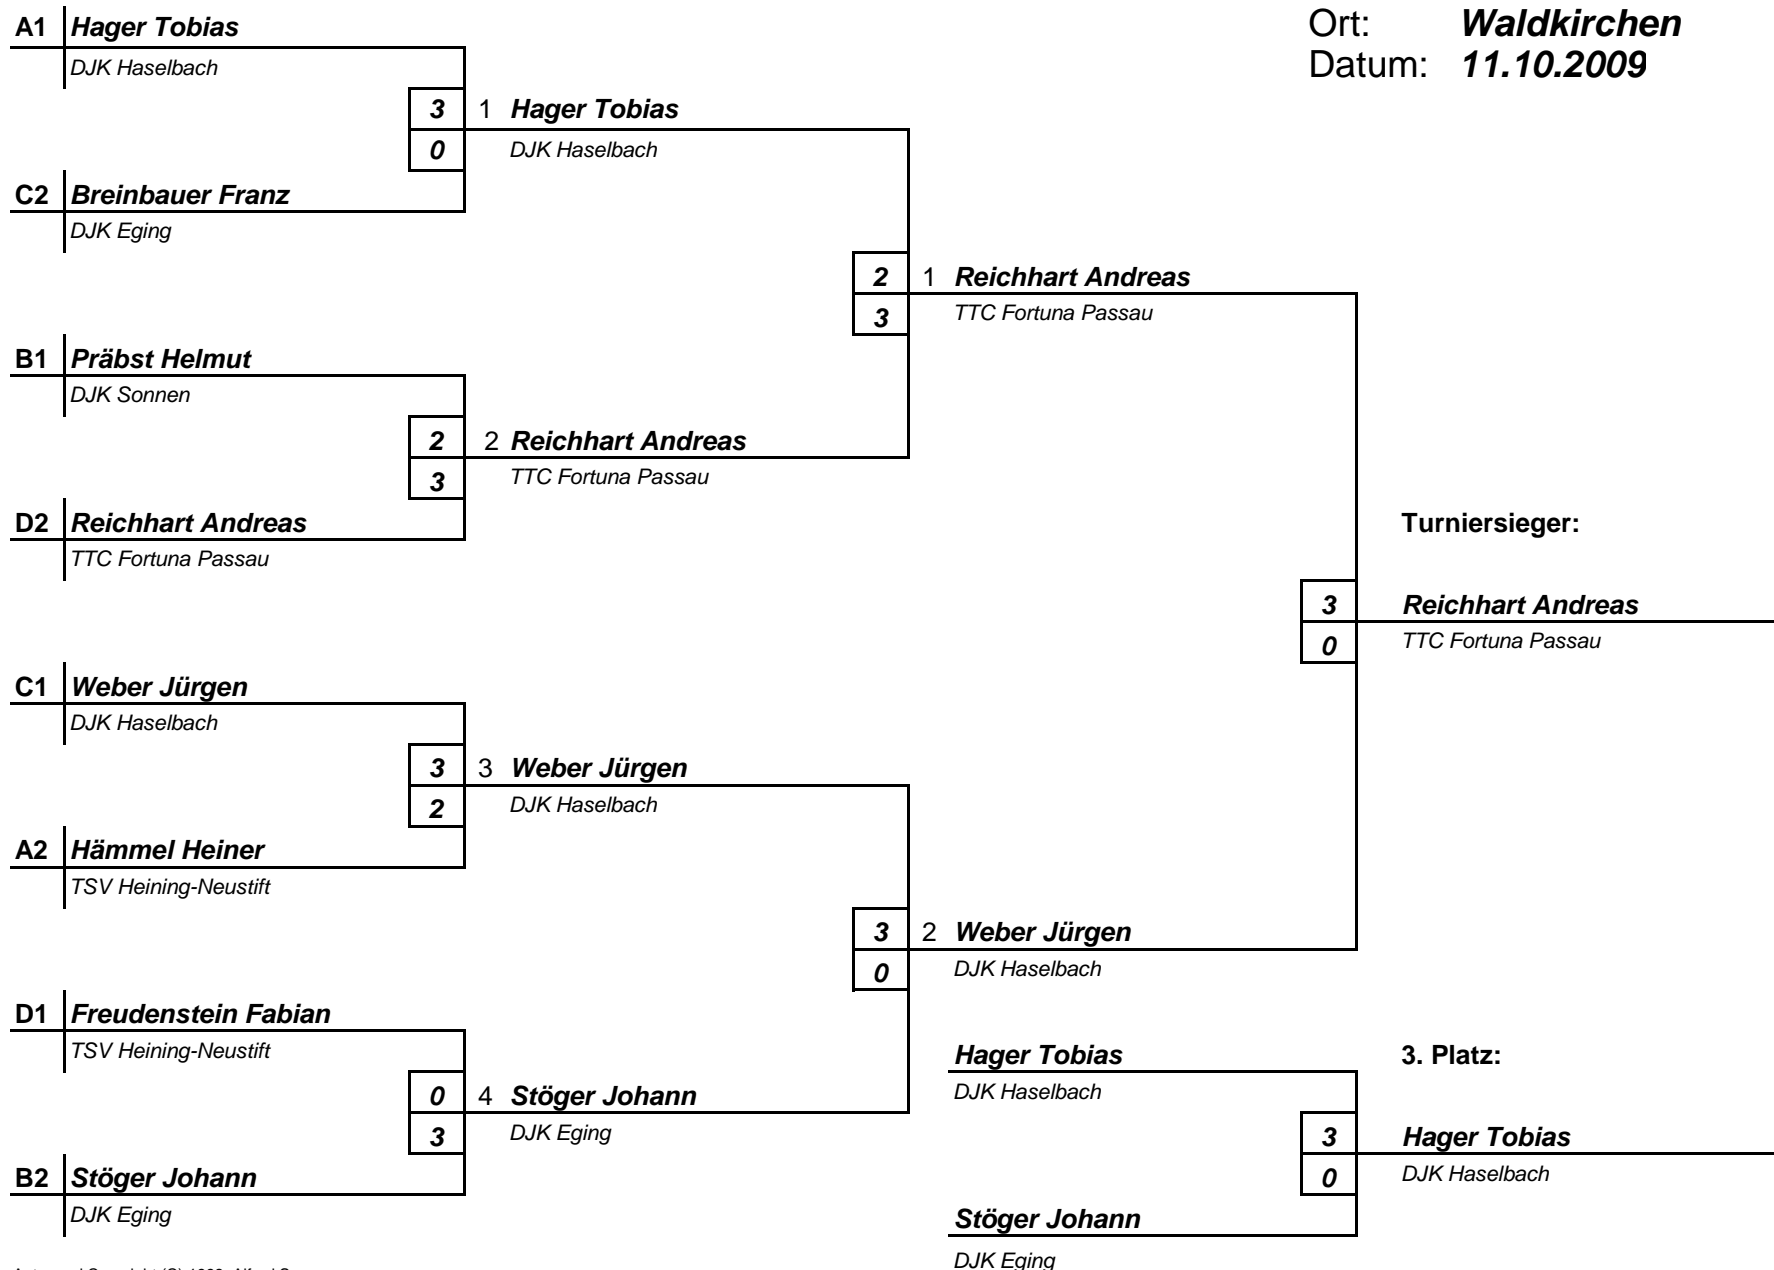 Ort: Waldkirchen
Datum: 11.10.2009
A1 Hager Tobias
DJK Haselbach
3 1 Hager Tobias
0 DJK Haselbach
C2 Breinbauer Franz
DJK Eging
2 1 Reichhart Andreas
3 TTC Fortuna Passau
B1 Präbst Helmut
DJK Sonnen
2 2 Reichhart Andreas
3 TTC Fortuna Passau
D2 Reichhart Andreas
TTC Fortuna Passau
Turniersieger:
3 Reichhart Andreas
0 TTC Fortuna Passau
C1 Weber Jürgen
DJK Haselbach
3 3 Weber Jürgen
2 DJK Haselbach
A2 Hämmel Heiner
TSV Heining-Neustift
3 2 Weber Jürgen
0 DJK Haselbach
D1 Freudenstein Fabian
TSV Heining-Neustift
0 4 Stöger Johann
3 DJK Eging
B2 Stöger Johann
DJK Eging
Hager Tobias
DJK Haselbach
3. Platz:
3 Hager Tobias
0 DJK Haselbach
Stöger Johann
DJK Eging